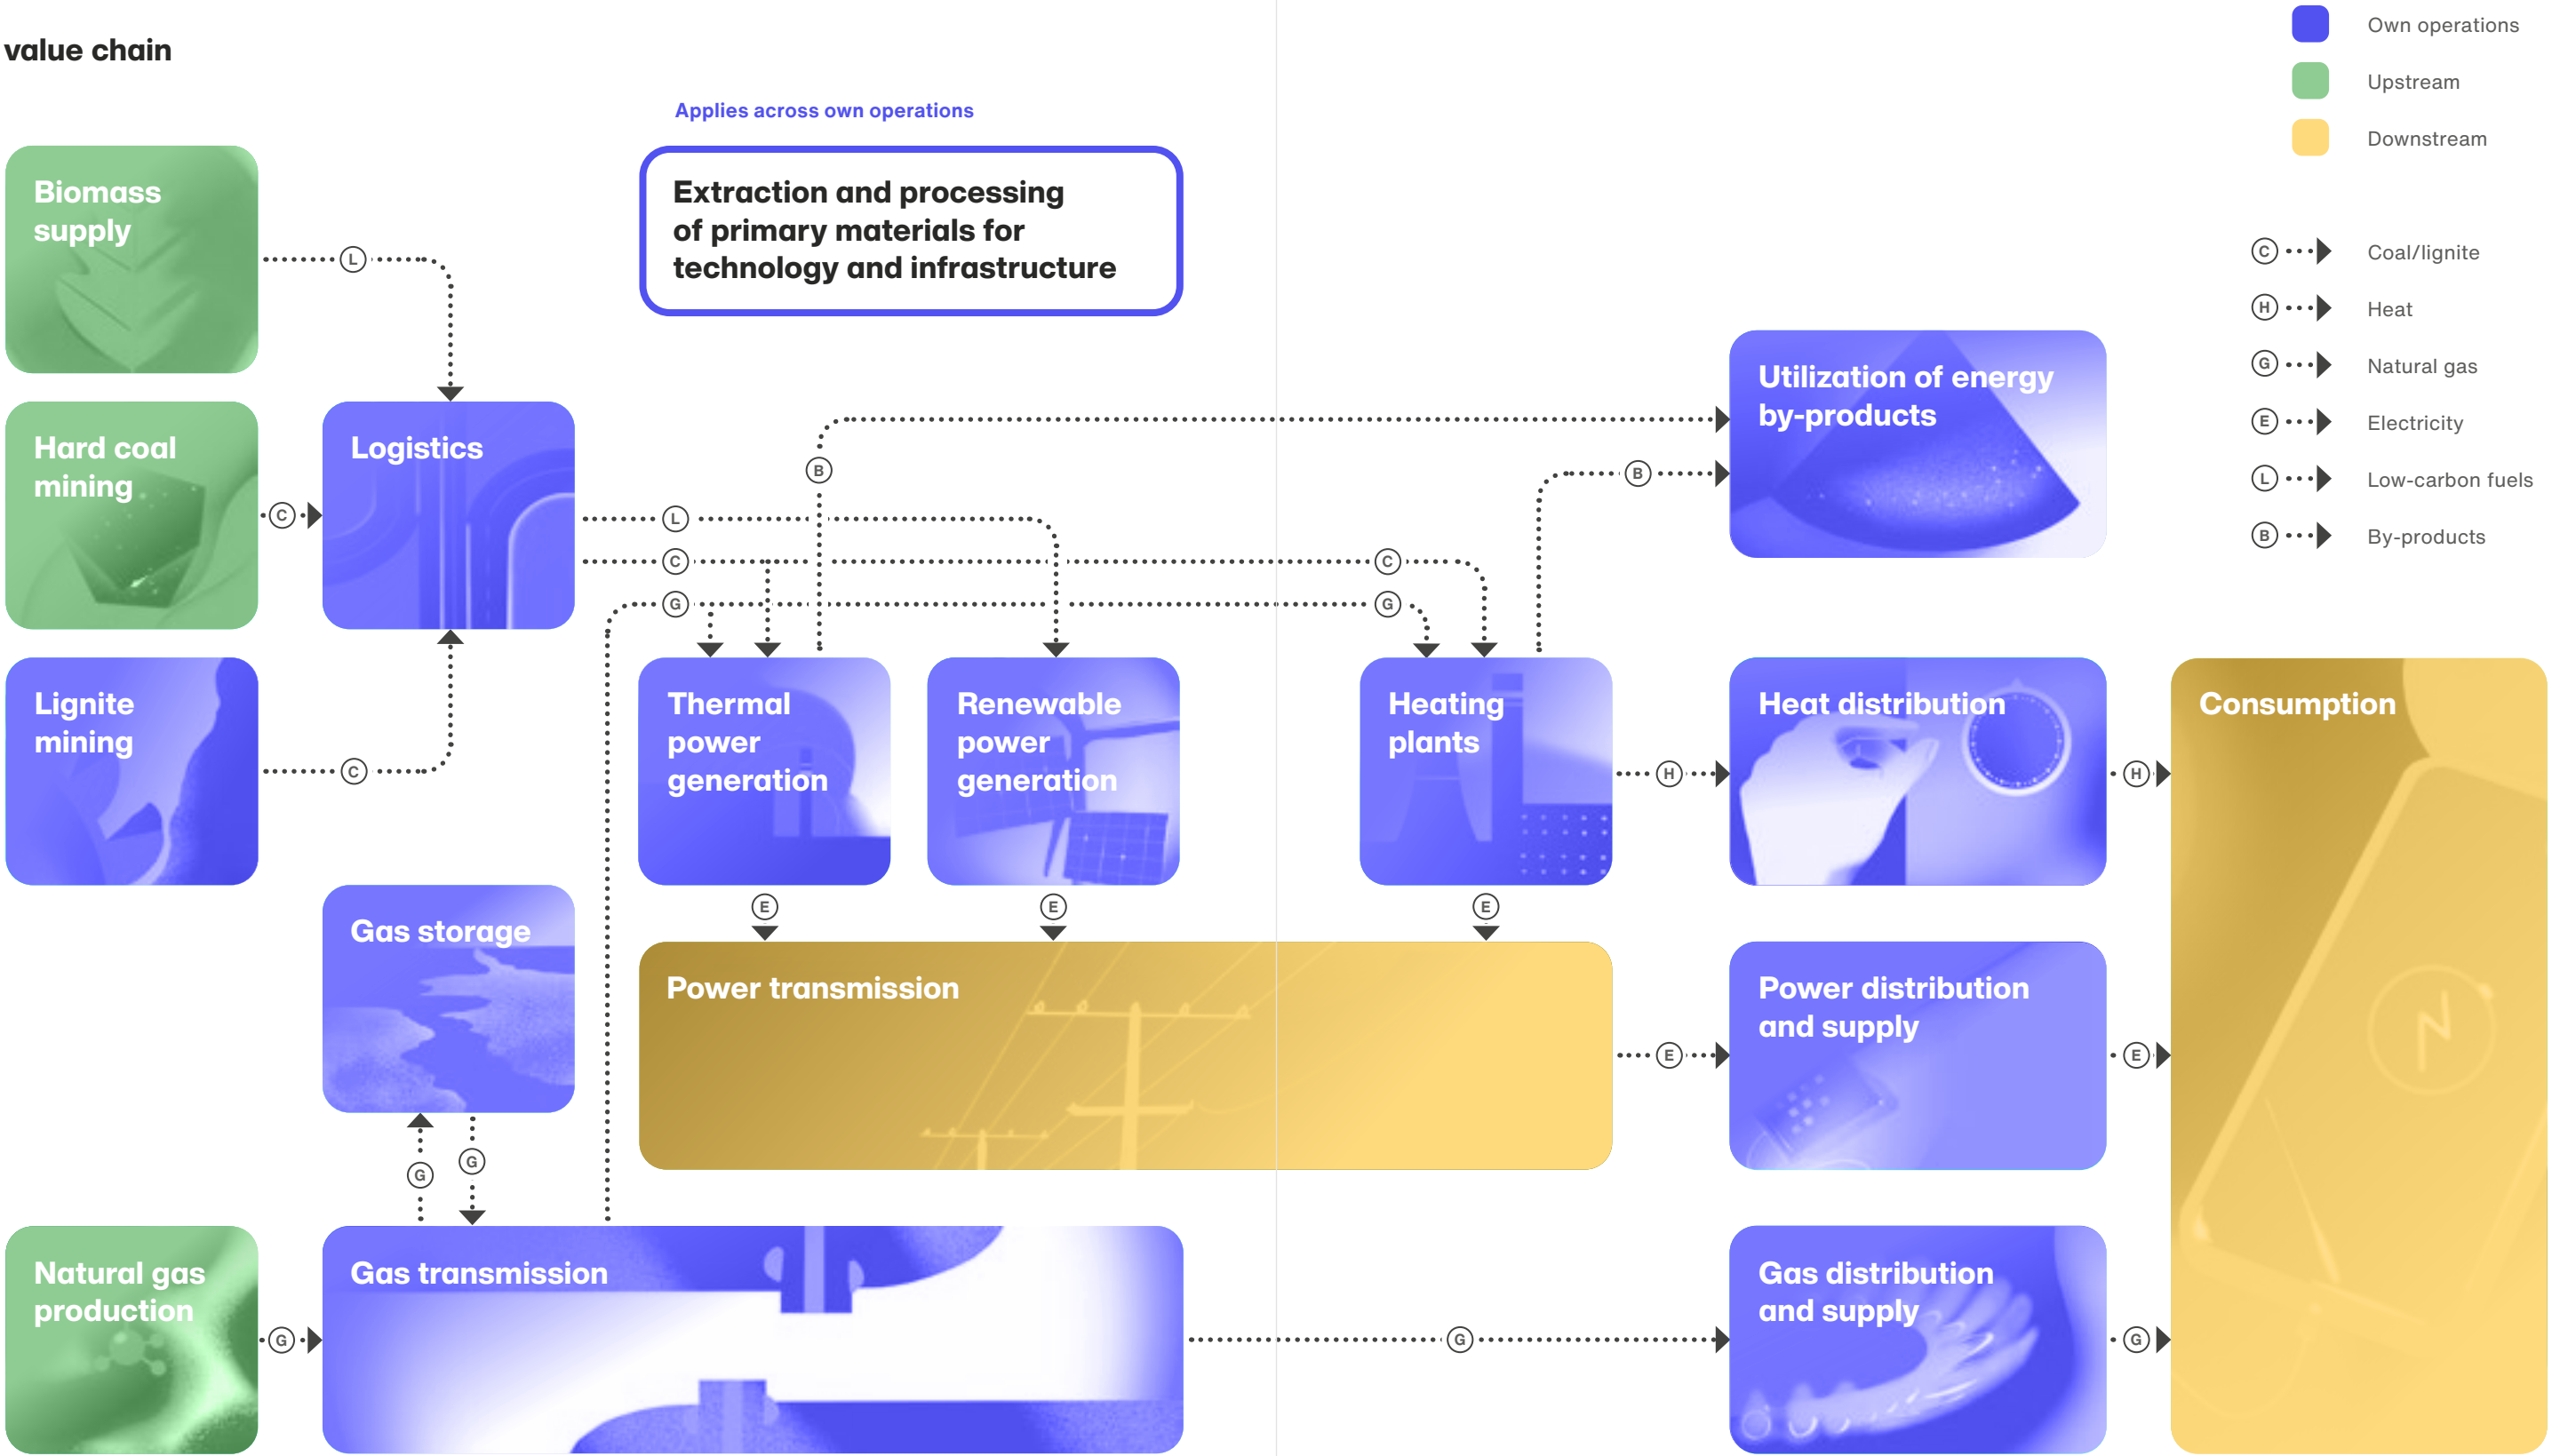 value chain
Own operations
Upstream
Downstream
Applies across own operations
Extraction and processing
of primary materials for
technology and infrastructure
C Coal/lignite
H Heat
G Natural gas
E Electricity
L Low-carbon fuels
B By-products
Biomass
supply
L
Hard coal
mining
C
Logistics
Lignite
mining
C
L
C
G
B
C
G
B
Utilization of energy
by-products
Thermal
power
generation
Renewable
power
generation
Heating
plants
H
Heat distribution
H
Consumption
E
E
E
Gas storage
Power transmission
E
Power distribution
and supply
E
N
G
G
Natural gas
production
G
Gas transmission
G
Gas distribution
and supply
G